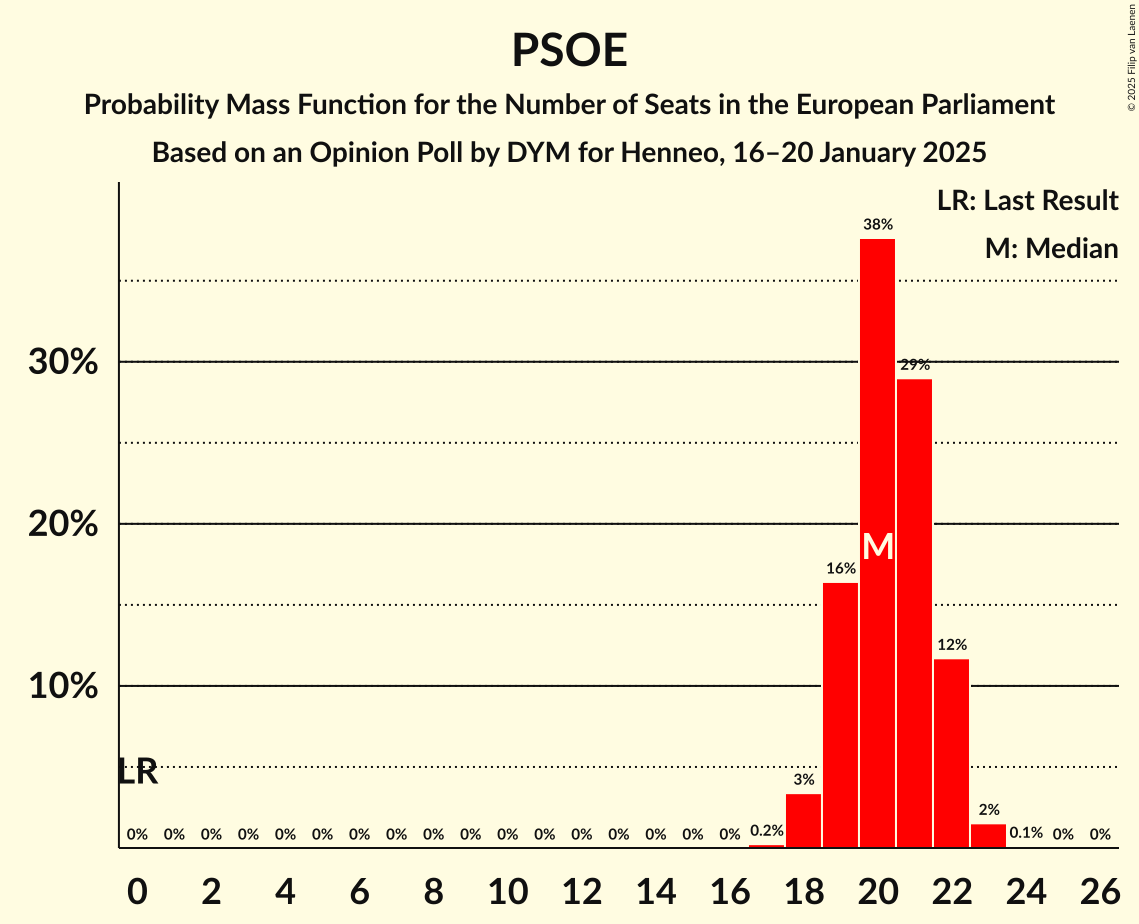 PSOE
Probability Mass Function for the Number of Seats in the European Parliament
Based on an Opinion Poll by DYM for Henneo, 16–20 January 2025
© 2025 Filip van Laenen
LR: Last Result
M: Median
38%
30%
29%
20%
M
16%
12%
10%
LR
3%
2%
0% 0% 0% 0% 0% 0% 0% 0% 0% 0% 0% 0% 0% 0% 0% 0% 0% 0.2% 0.1% 0% 0%
0 2 4 6 8 10 12 14 16 18 20 22 24 26